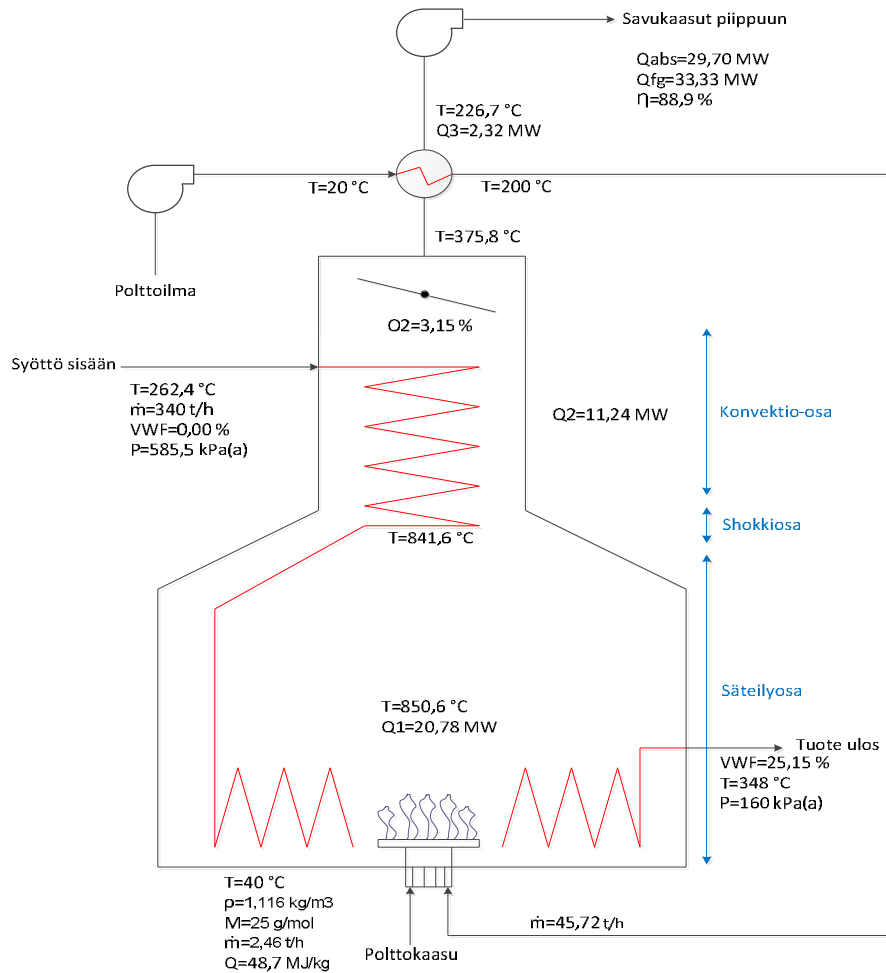 Savukaasut piippuun
Qabs=29,70 MW
Qfg=33,33 MW
Ƞ=88,9 %
T=226,7 °C
Q3=2,32 MW
T=20 °C
T=200 °C
T=375,8 °C
Polttoilma
O2=3,15 %
Syöttö sisään
T=262,4 °C
ṁ=340 t/h
VWF=0,00 %
P=585,5 kPa(a)
Q2=11,24 MW
Konvektio-osa
Shokkiosa
T=841,6 °C
Säteilyosa
T=850,6 °C
Q1=20,78 MW
Tuote ulos
VWF=25,15 %
T=348 °C
P=160 kPa(a)
T=40 °C
ρ=1,116 kg/m3
M=25 g/mol
ṁ=2,46 t/h
Q=48,7 MJ/kg
Polttokaasu
ṁ=45,72 t/h